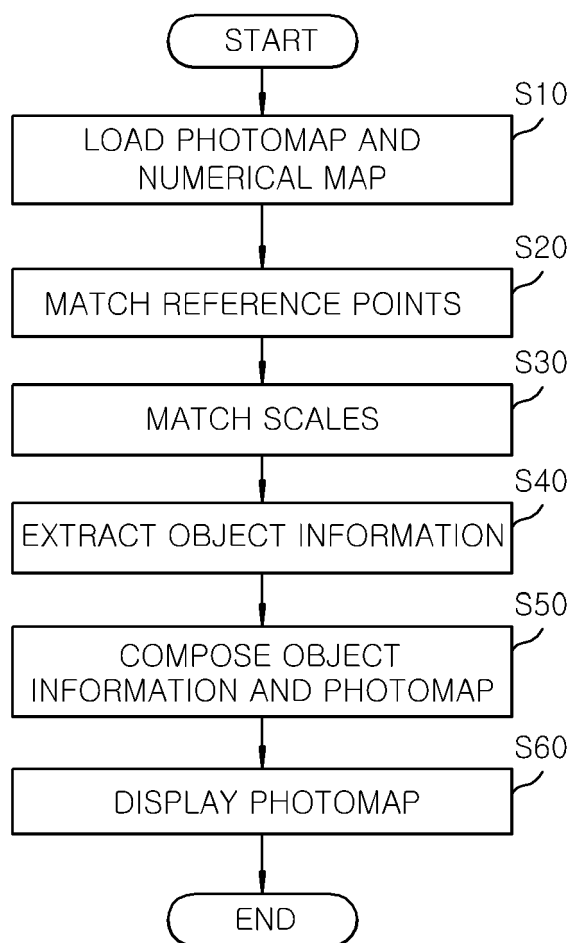 START
S10
LOAD PHOTOMAP AND
NUMERICAL MAP
S20
MATCH REFERENCE POINTS
S30
MATCH SCALES
S40
EXTRACT OBJECT INFORMATION
S50
COMPOSE OBJECT
INFORMATION AND PHOTOMAP
S60
DISPLAY PHOTOMAP
END